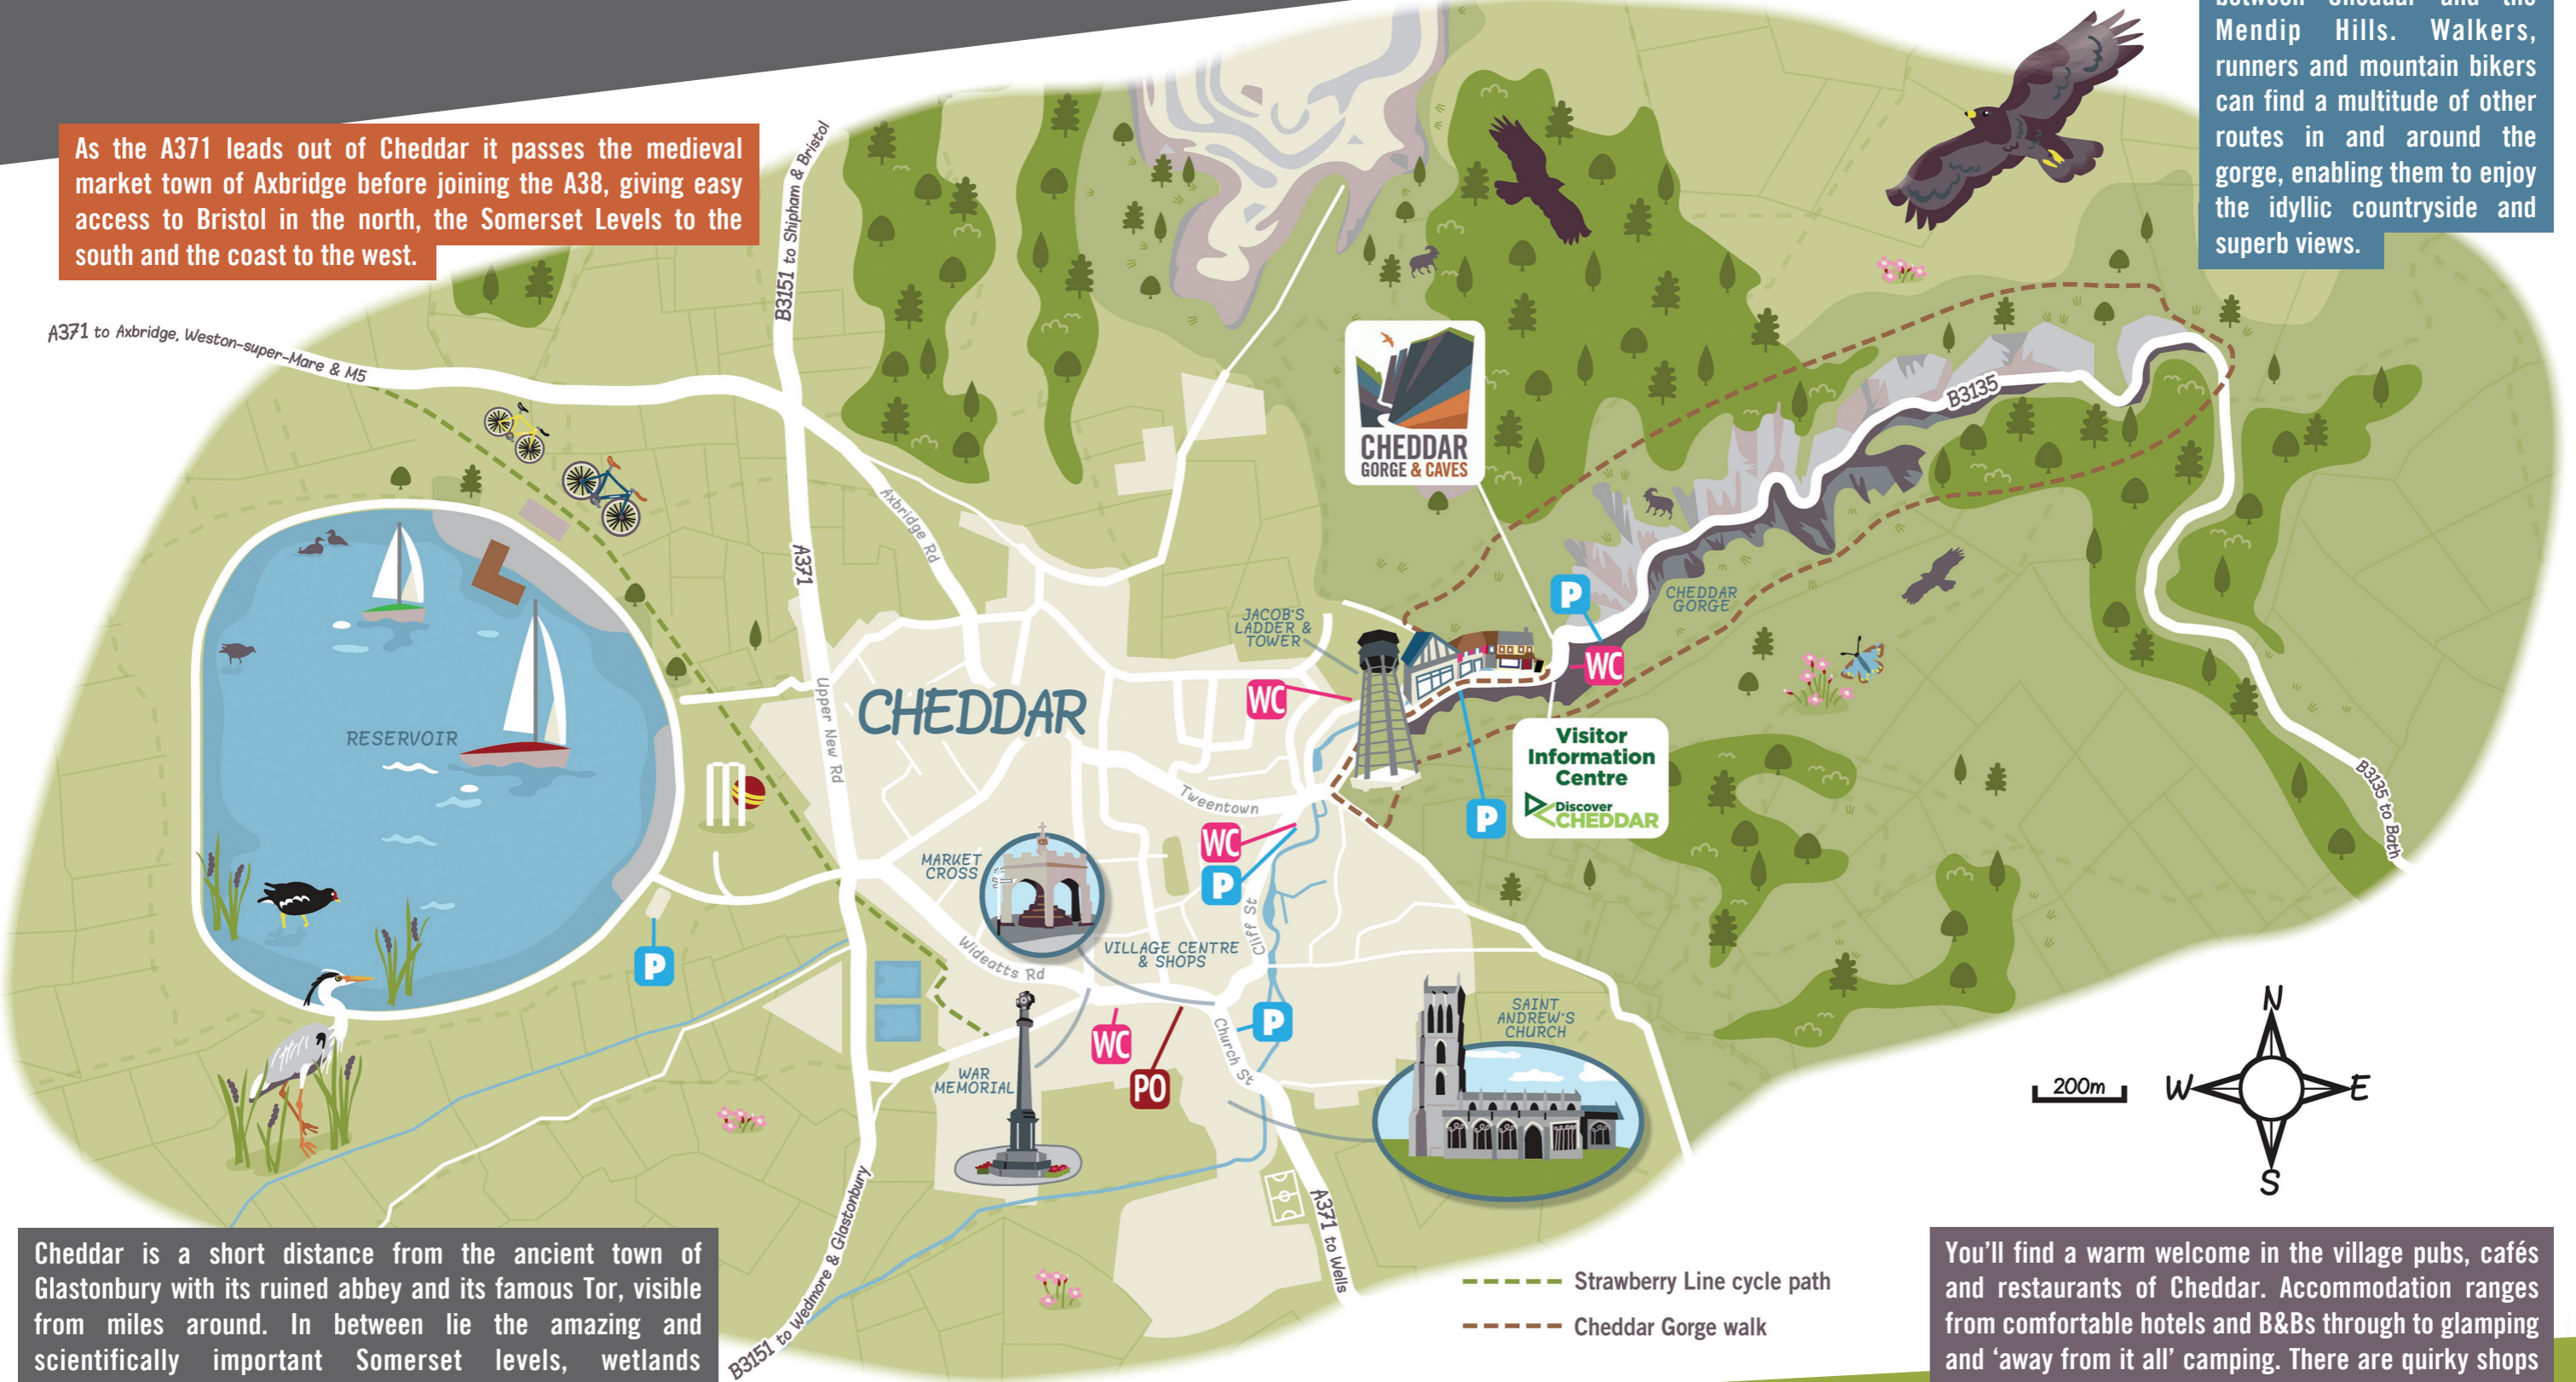 between Cheddar and the
Mendip Hills. Walkers,
runners and mountain bikers
can find a multitude of other
routes in and around the
gorge, enabling them to enjoy
the idyllic countryside and
superb views.
As the A371 leads out of Cheddar it passes the medieval
market town of Axbridge before joining the A38, giving easy
access to Bristol in the north, the Somerset Levels to the
south and the coast to the west.
B3151 to Shipham & Bristol
A371 to Axbridge, Weston-super-Mare & M5
CHEDDAR
GORGE & CAVES
B3135
Axbridge Rd
A371
P
CHEDDAR
GORGE
JACOB'S
LADDER &
TOWER
WC
WC
CHEDDAR
Upper New Rd
RESERVOIR
Visitor
Information
Centre
Discover
CHEDDAR
P
B3135 to Bath
Tweentown
WC
P
MARKET
CROSS
Cliff St
VILLAGE CENTRE
& SHOPS
Wideatts Rd
P
P
WC
PO
Church St
SAINT
ANDREW'S
CHURCH
WAR
MEMORIAL
N
W
E
S
200m
A371 to Wells
B3151 to Wedmore & Glastonbury
Strawberry Line cycle path
Cheddar Gorge walk
Cheddar is a short distance from the ancient town of
Glastonbury with its ruined abbey and its famous Tor, visible
from miles around. In between lie the amazing and
scientifically important Somerset levels, wetlands
You'll find a warm welcome in the village pubs, cafés
and restaurants of Cheddar. Accommodation ranges
from comfortable hotels and B&Bs through to glamping
and ‘away from it all’ camping. There are quirky shops